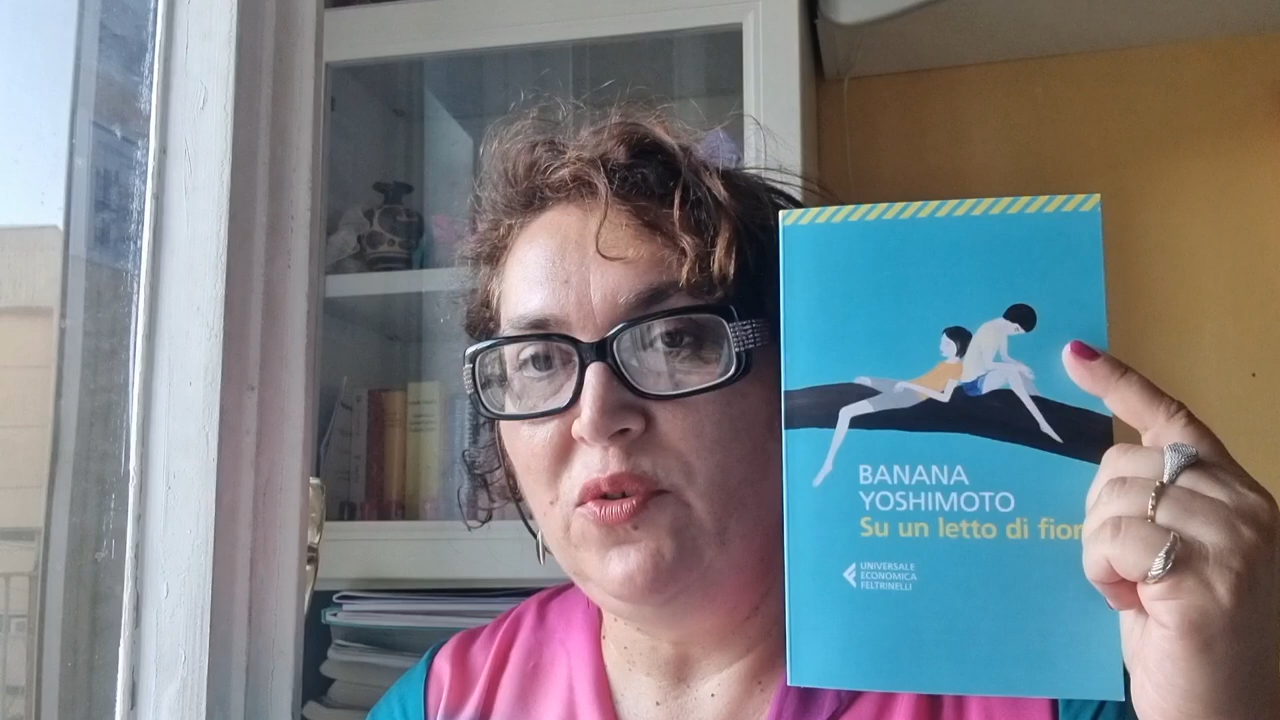 BANANA
YOSHIMOTO
Su un letto di fior
UNIVERSALE
ECONOMICA
FELTRINELLI